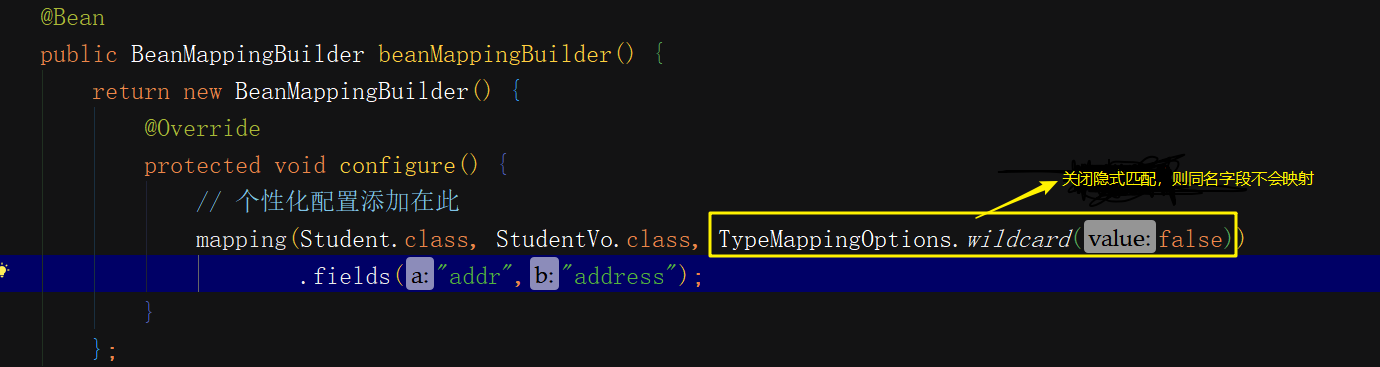 @Bean
public BeanMappingBuilder beanMappingBuilder() {
return new BeanMappingBuilder() {
@Override
protected void configure() {
关闭隐式匹配，则同名字段不会映射
// 个性化配置添加在此
mapping(Student.class, StudentVo.class, TypeMappingOptions.wildcard( value: false))
.fields( a: "addr", b: "address");
}
};